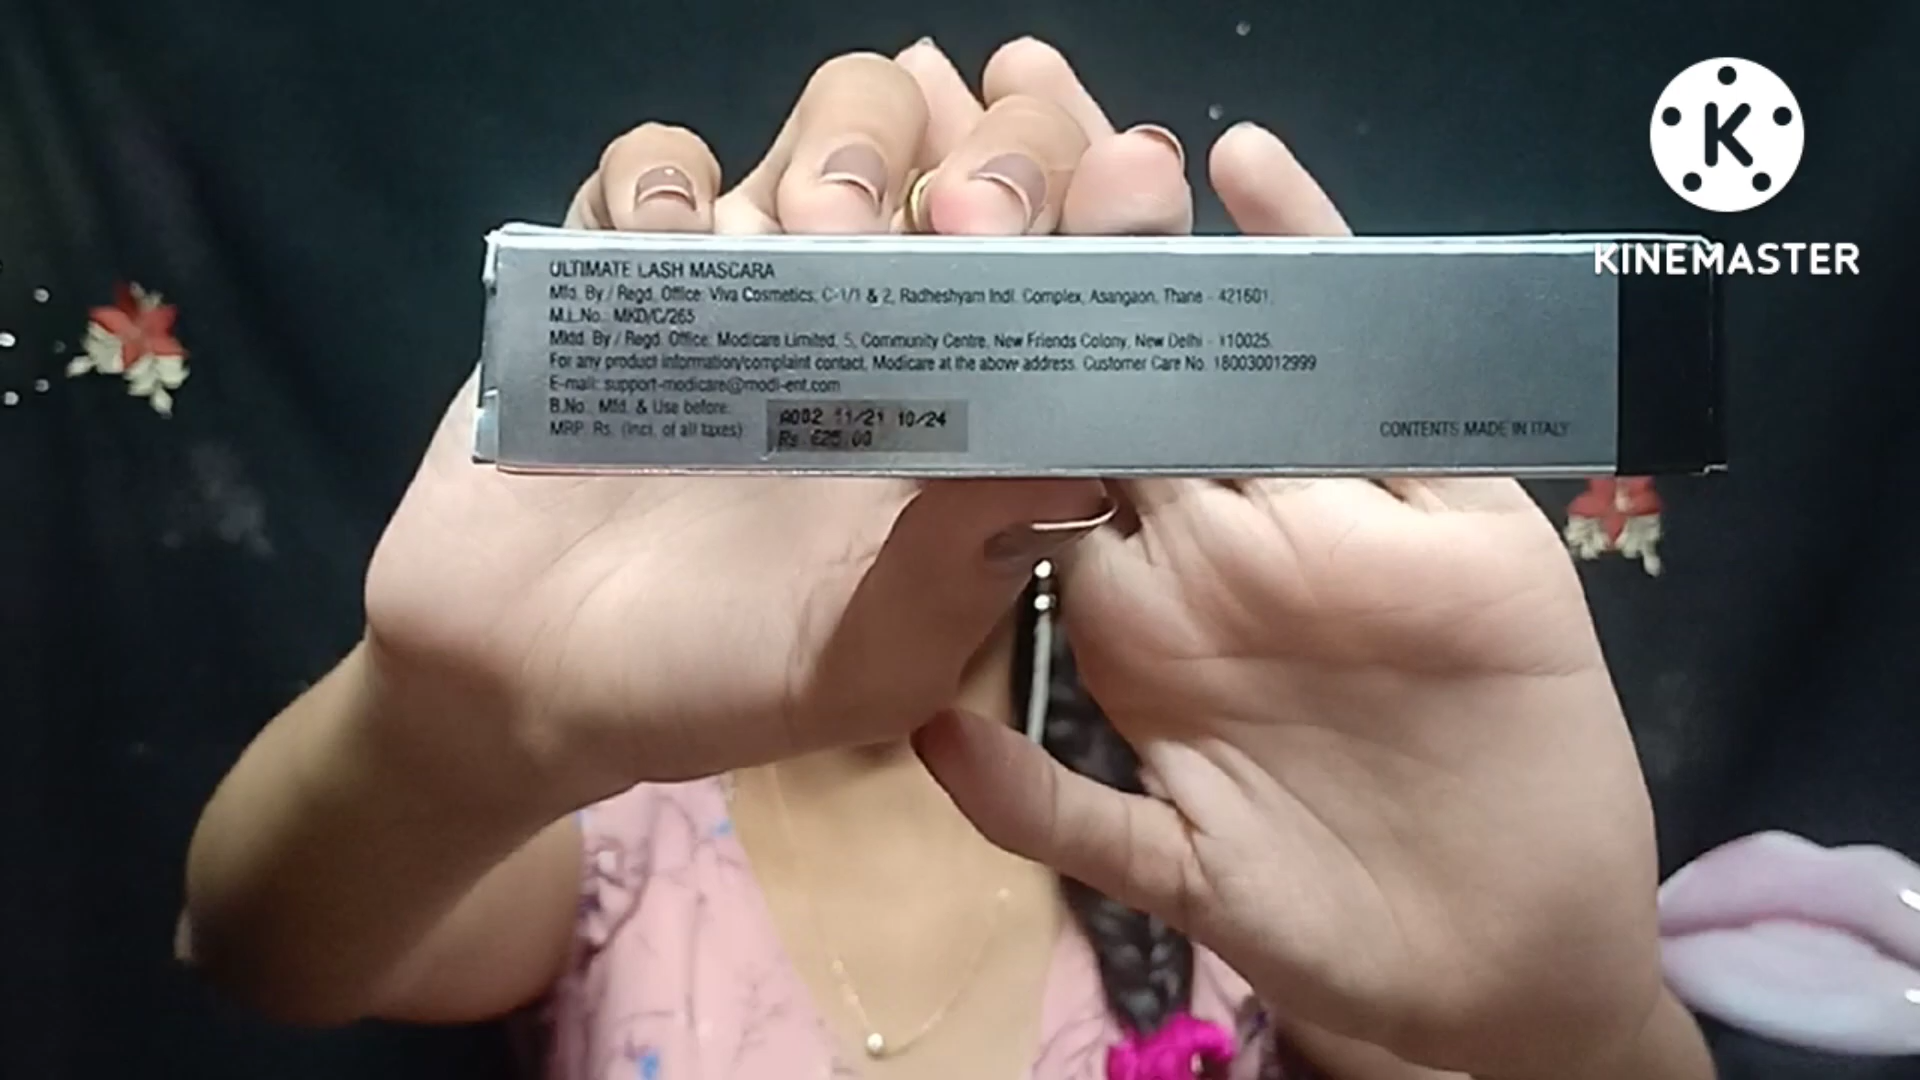 K
KINEMASTER
ULTIMATE LASH MASCARA
Mfd. By / Regd. Office: Viva Cosmetics, C-1/1 & 2, Radheshyam Indl. Complex, Asangaon, Thane - 421601.
M.L.No.: MKD/C/265
Mktd. By / Regd. Office: Modicare Limited, 5, Community Centre, New Friends Colony, New Delhi - 110025.
For any product information/complaint contact, Modicare at the above address. Customer Care No. 180030012999
E-mail: support-modicare@modi-ent.com
B.No., Mfd. & Use before: A002 11/21 10/24
MRP. Rs. (Incl. of all taxes): Rs. 625.00
CONTENTS MADE IN ITALY